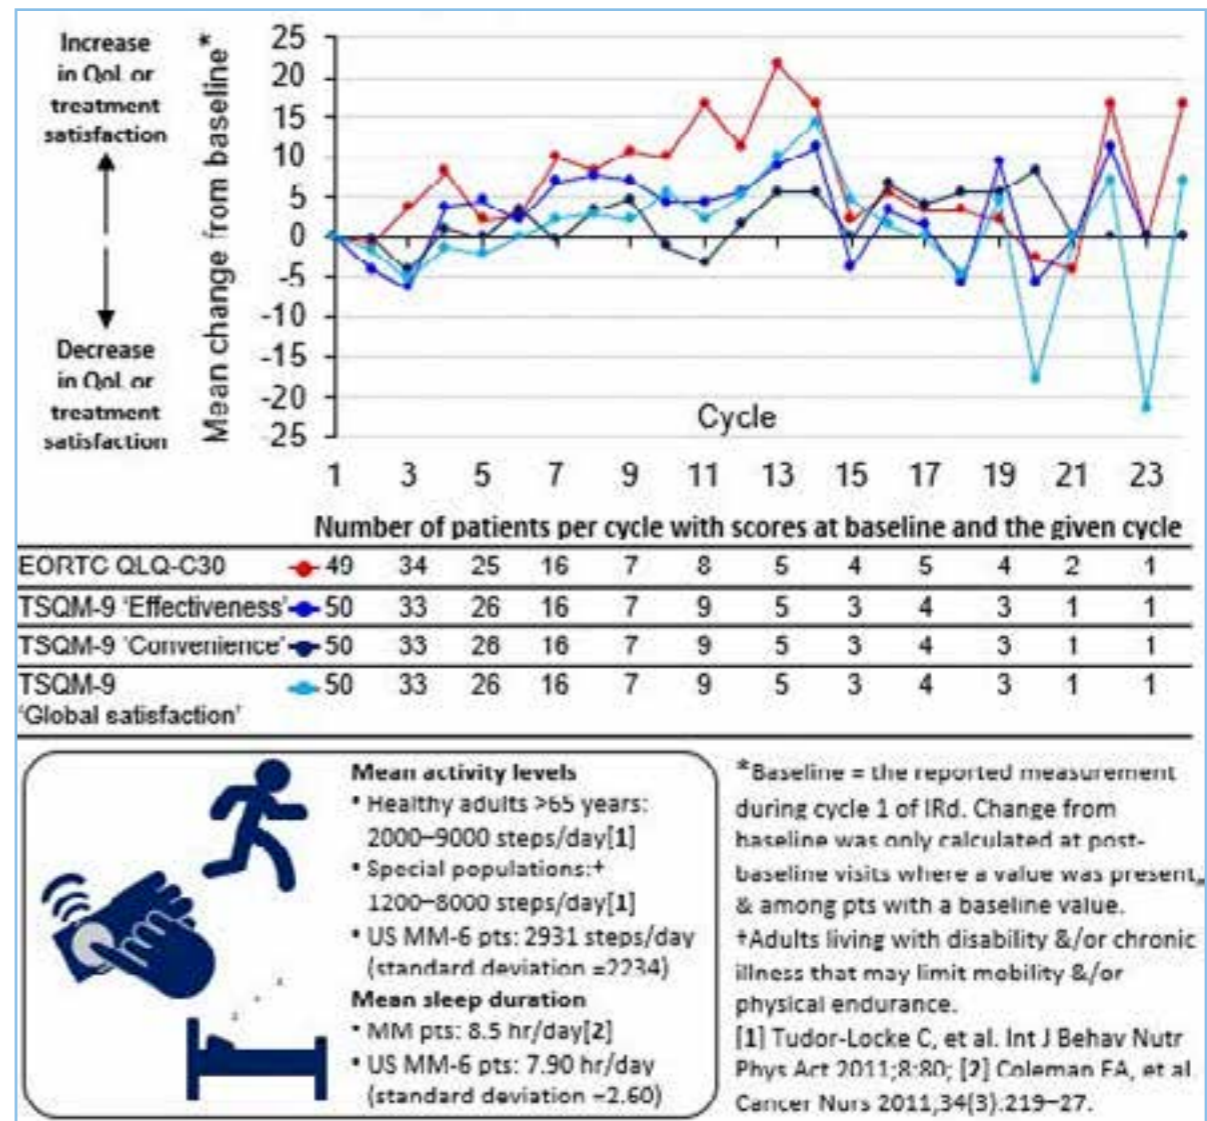 Increase
in QoL or
treatment
satisfaction
Decrease
in QoL or
treatment
satisfaction
Mean change from baseline*
25
20
15
10
5
0
-5
-10
-15
-20
-25
Cycle
1 3 5 7 9 11 13 15 17 19 21 23
Number of patients per cycle with scores at baseline and the given cycle
EORTC QLQ-C30 49 34 25 16 7 8 5 4 5 4 2 1
TSQM-9 'Effectiveness' 50 33 26 16 7 9 5 3 4 3 1 1
TSQM-9 'Convenience' 50 33 26 16 7 9 5 3 4 3 1 1
TSQM-9 50 33 26 16 7 9 5 3 4 3 1 1
'Global satisfaction'
Mean activity levels
• Healthy adults >65 years:
2000–9000 steps/day[1]
• Special populations:†
1200–8000 steps/day[1]
• US MM-6 pts: 2931 steps/day
(standard deviation =2234)
Mean sleep duration
• MM pts: 8.5 hr/day[2]
• US MM-6 pts: 7.90 hr/day
(standard deviation =2.60)
*Baseline = the reported measurement
during cycle 1 of IRd. Change from
baseline was only calculated at post-
baseline visits where a value was present,
& among pts with a baseline value.
†Adults living with disability &/or chronic
illness that may limit mobility &/or
physical endurance.
[1] Tudor-Locke C, et al. Int J Behav Nutr
Phys Act 2011;8:80; [2] Coleman EA, et al.
Cancer Nurs 2011;34(3):219–27.